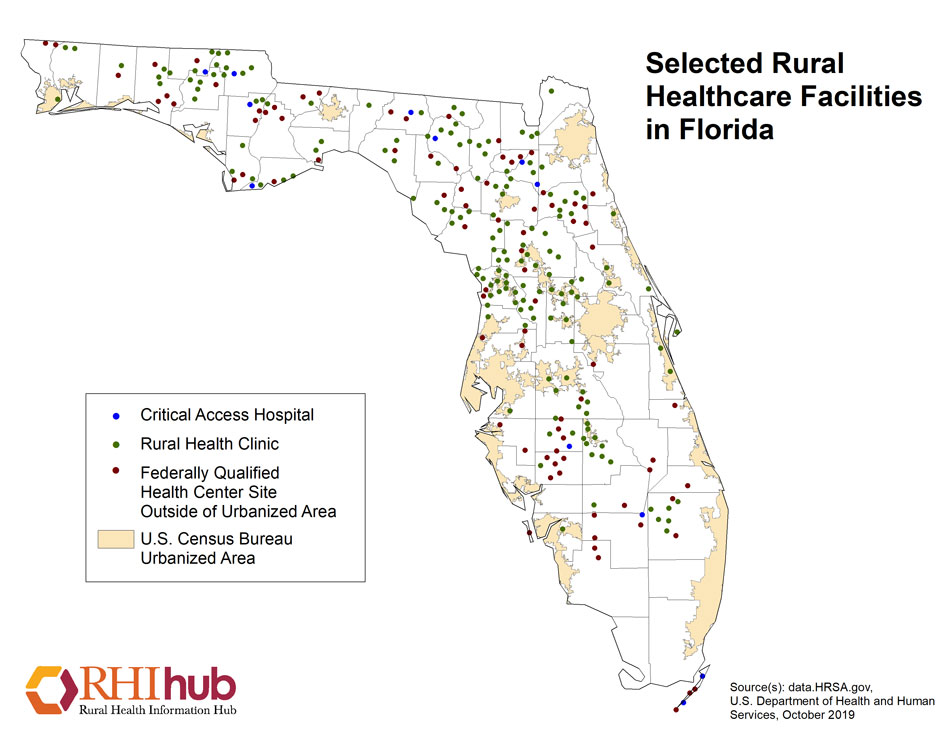 Selected Rural
Healthcare Facilities
in Florida
Critical Access Hospital
Rural Health Clinic
Federally Qualified
Health Center Site
Outside of Urbanized Area
U.S. Census Bureau
Urbanized Area
RHIhub
Rural Health Information Hub
Source(s): data.HRSA.gov,
U.S. Department of Health and Human
Services, October 2019